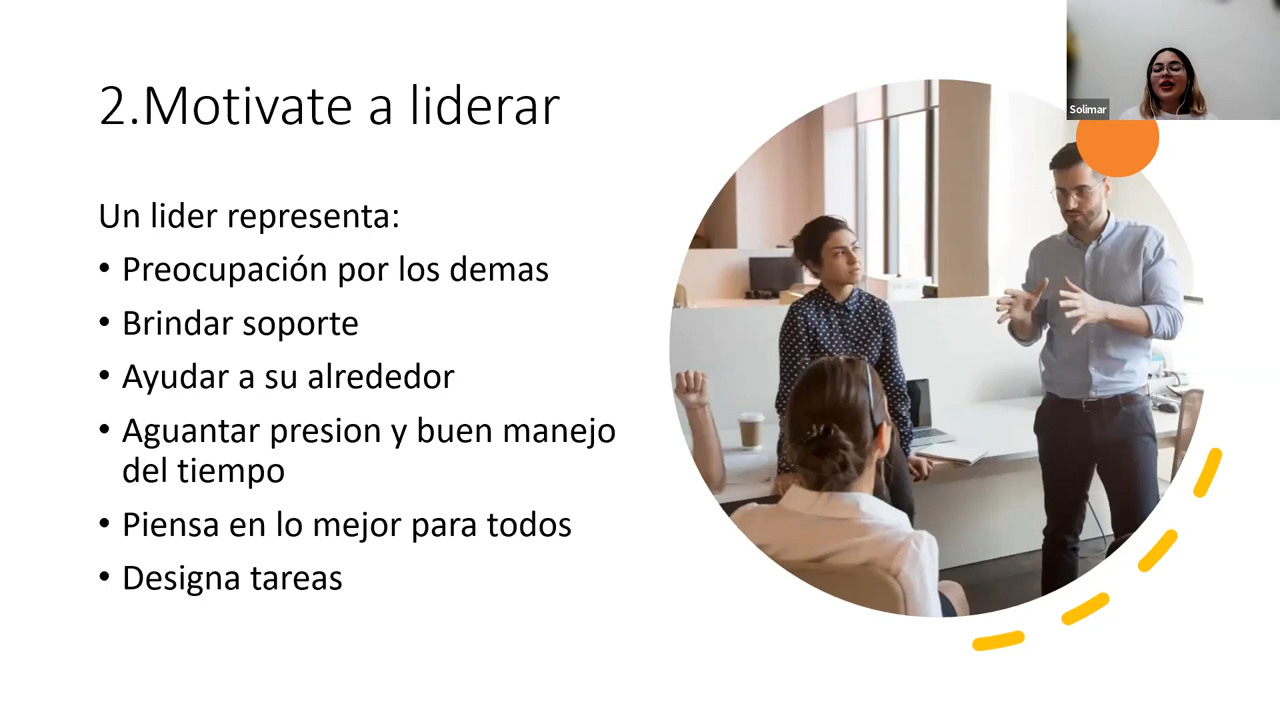 2.Motivate a liderar
Un lider representa:
• Preocupación por los demas
• Brindar soporte
• Ayudar a su alrededor
• Aguantar presion y buen manejo
del tiempo
• Piensa en lo mejor para todos
• Designa tareas
Solimar